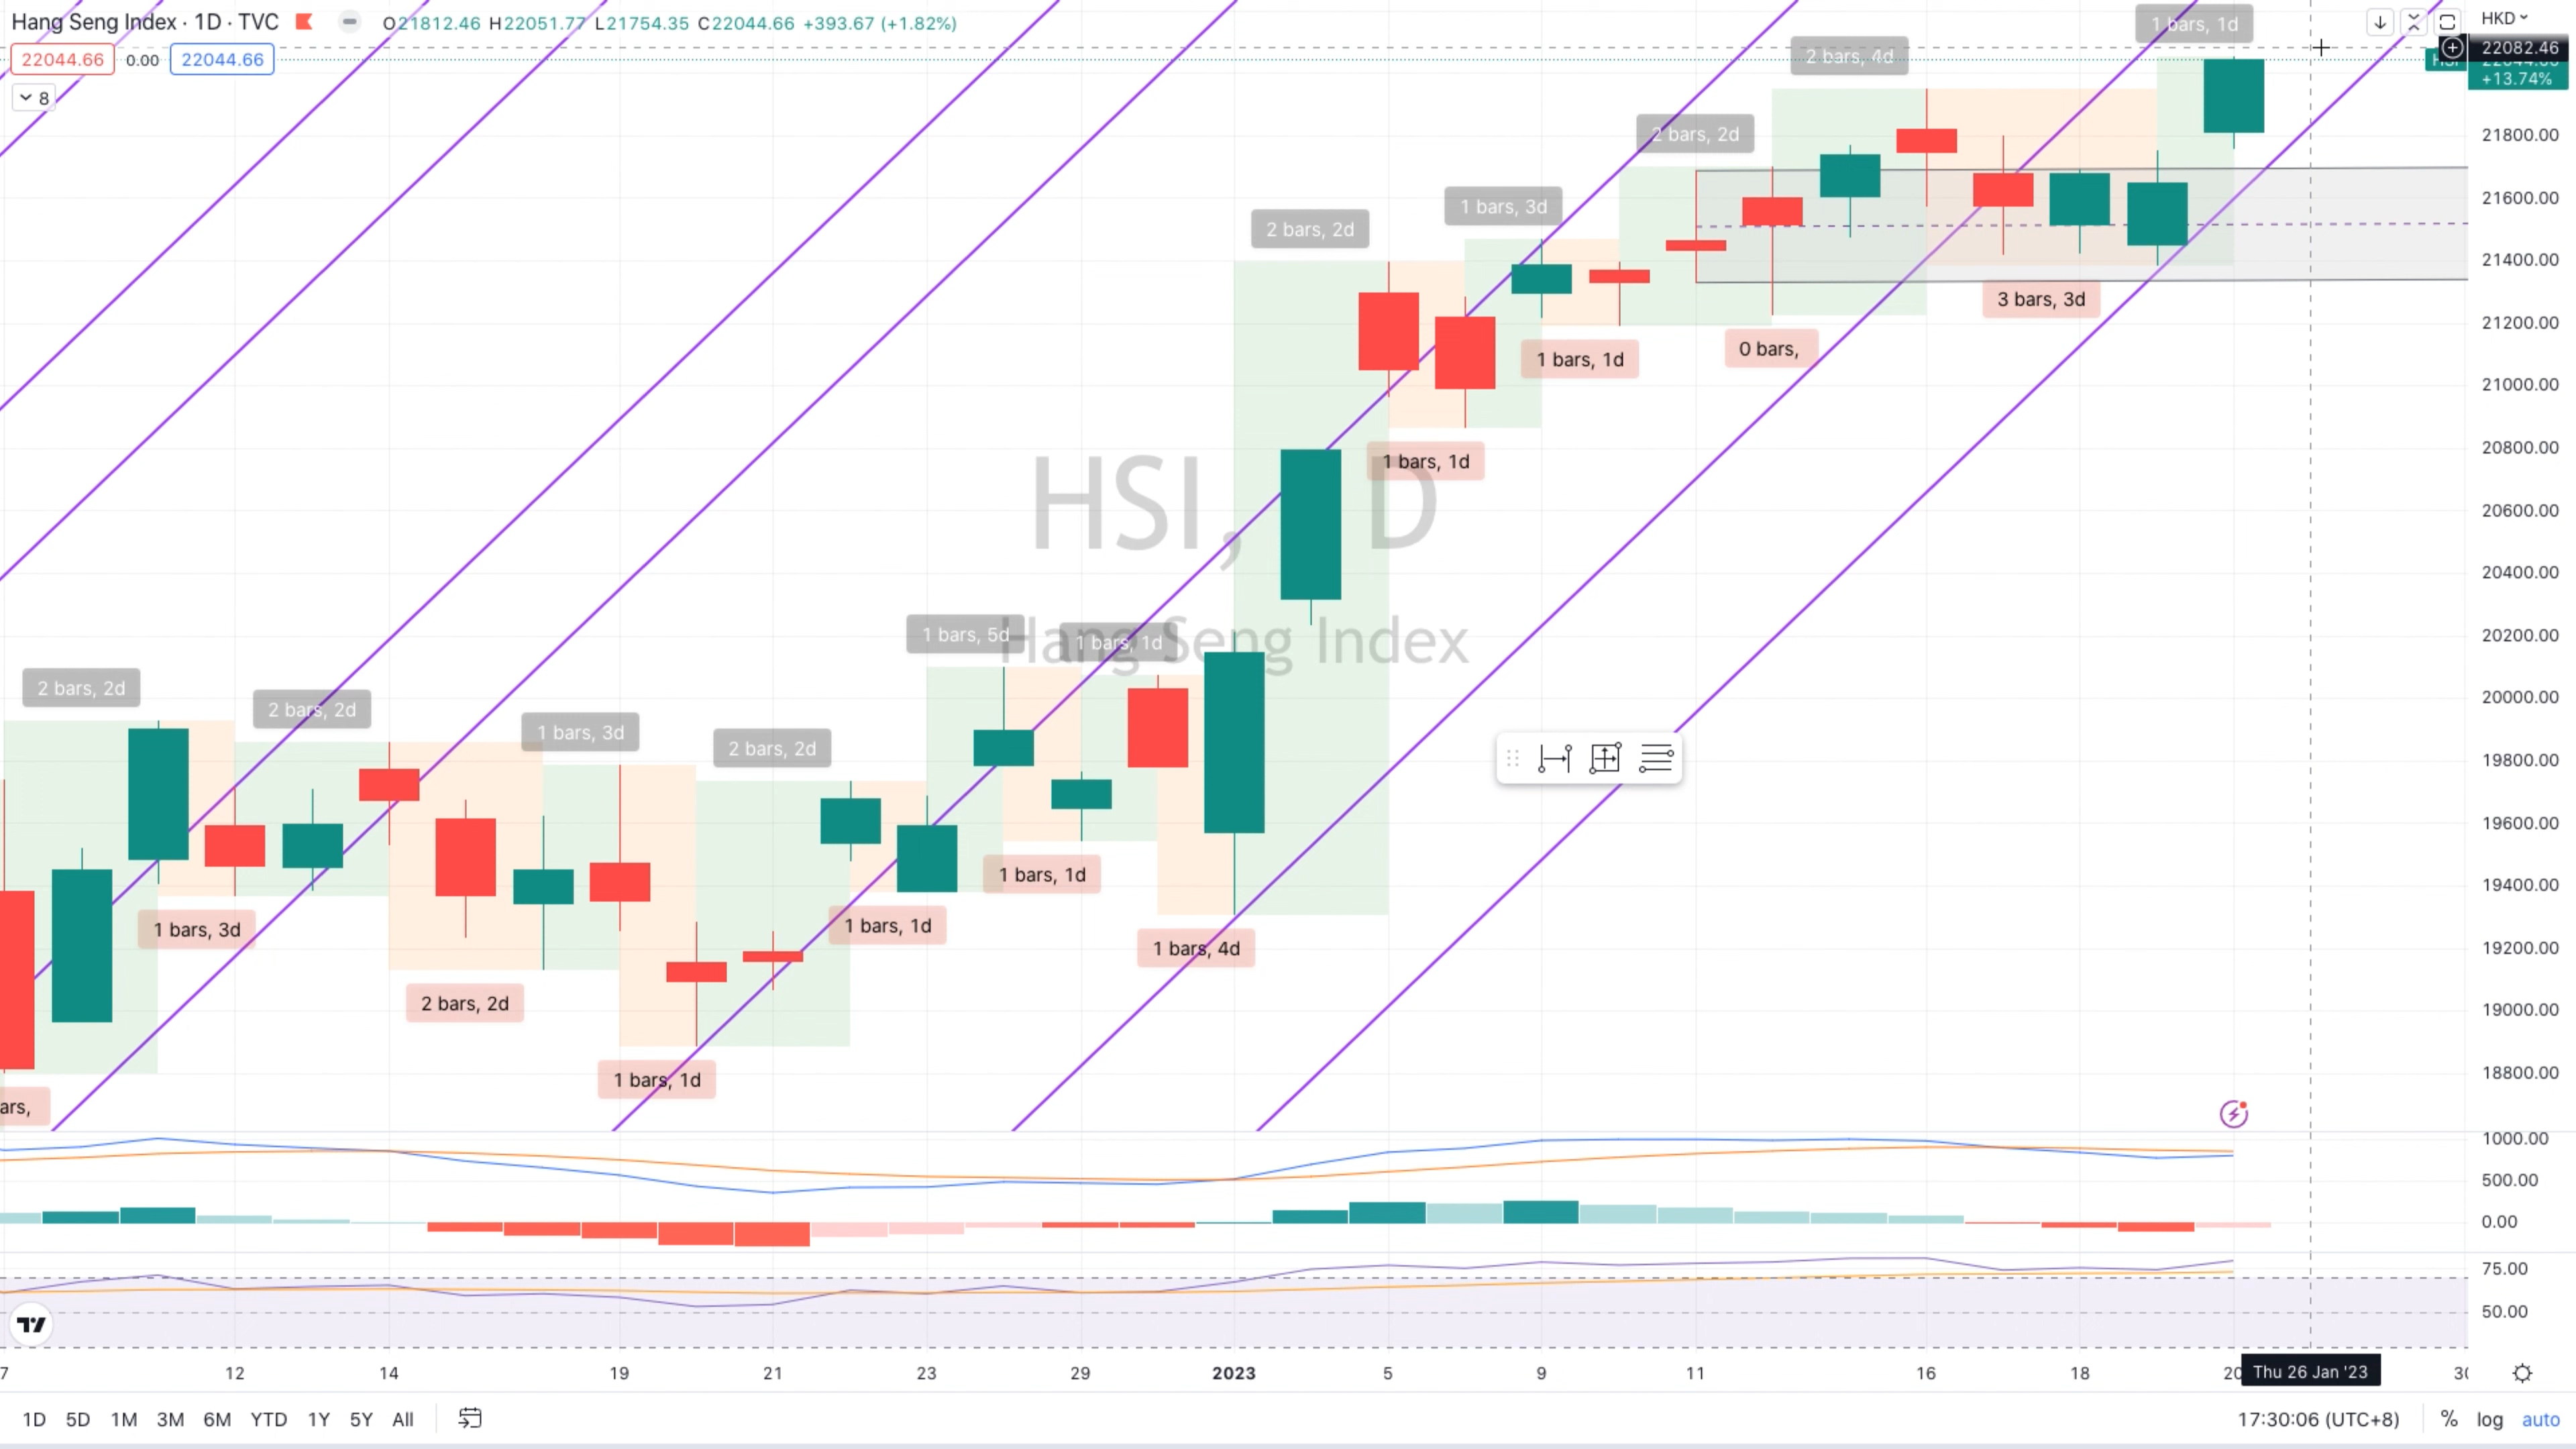 Hang Seng Index · 1D · TVC O21812.46 H22051.77 L21754.35 C22044.66 +393.67 (+1.82%)
22044.66 0.00 22044.66
8
HKD
22082.46
+13.74%
21800.00
21600.00
21400.00
21200.00
21000.00
20800.00
20600.00
20400.00
20200.00
20000.00
19800.00
19600.00
19400.00
19200.00
19000.00
18800.00
1000.00
500.00
0.00
75.00
50.00
HSI, D
Hang Seng Index
1 bars, 1d
2 bars, 4d
2 bars, 2d
1 bars, 3d
2 bars, 2d
3 bars, 3d
0 bars,
1 bars, 1d
1 bars, 1d
1 bars, 5d
1 bars, 1d
2 bars, 2d
2 bars, 2d
1 bars, 3d
2 bars, 2d
1 bars, 1d
1 bars, 1d
1 bars, 3d
1 bars, 4d
2 bars, 2d
1 bars, 1d
ars,
7 12 14 19 21 23 29 2023 5 9 11 16 18 20 Thu 26 Jan '23
1D 5D 1M 3M 6M YTD 1Y 5Y All 17:30:06 (UTC+8) % log auto